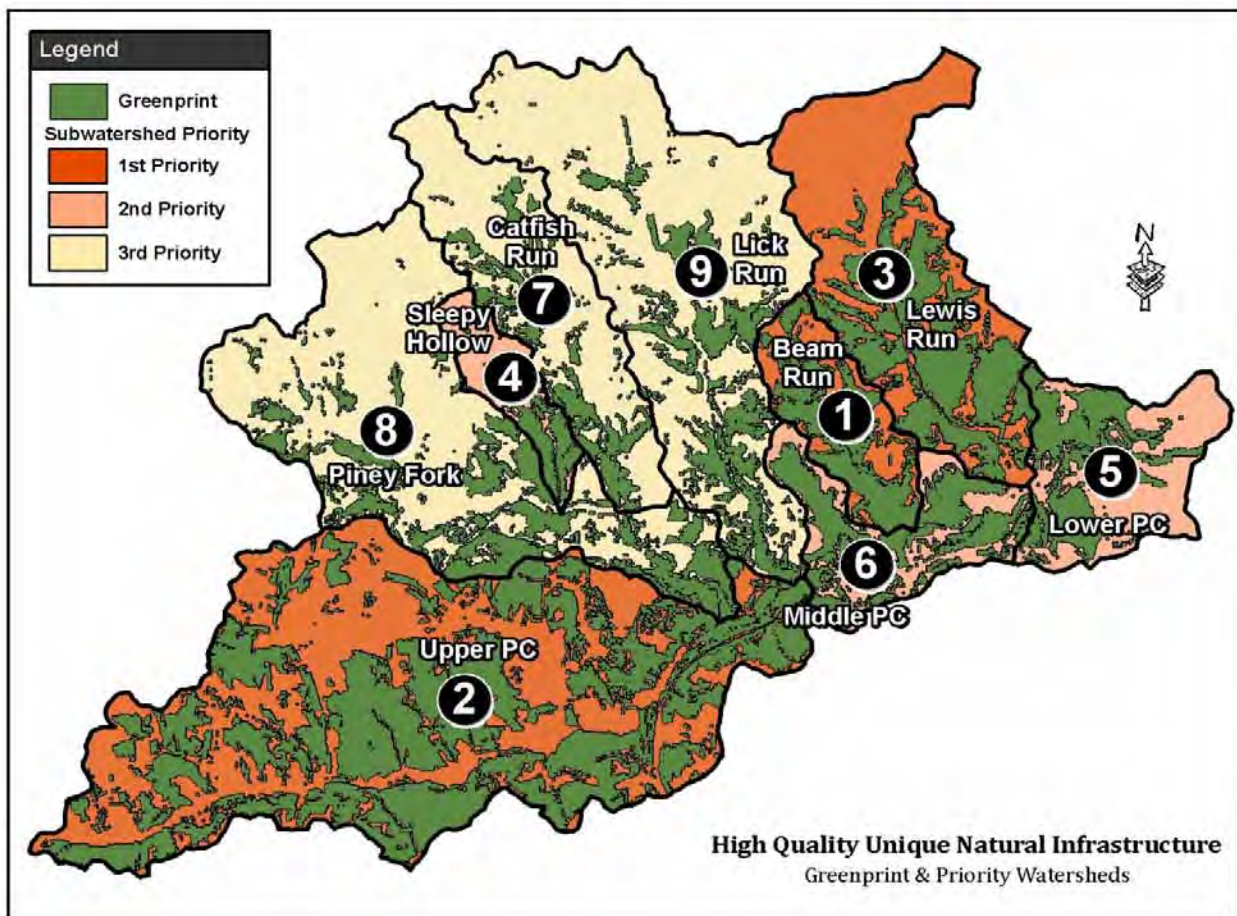 Legend
Greenprint
Subwatershed Priority
1st Priority
2nd Priority
3rd Priority
N
Catfish
Run
7
9
Lick
Run
3
Lewis
Run
Sleepy
Hollow
4
Beam
Run
1
8
Piney Fork
5
Lower PC
6
Middle PC
Upper PC
2
High Quality Unique Natural Infrastructure
Greenprint & Priority Watersheds